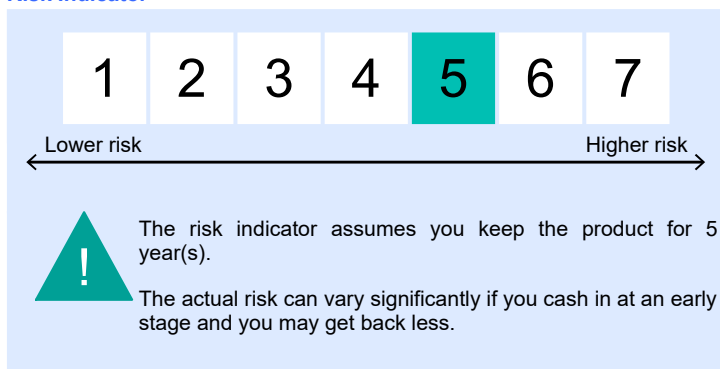 Risk Indicator
1 2 3 4 5 6 7
Lower risk Higher risk
!
The risk indicator assumes you keep the product for 5
year(s).
The actual risk can vary significantly if you cash in at an early
stage and you may get back less.